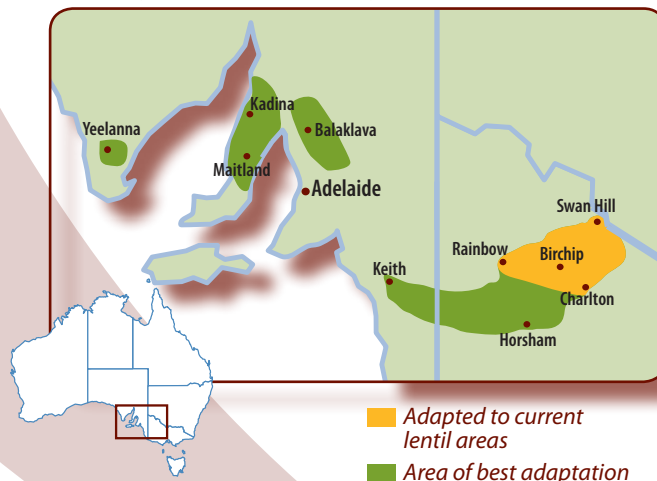 Kadina
Yeelanna
Balaklava
Maitland
Adelaide
Swan Hill
Rainbow
Birchip
Keith
Charlton
Horsham
Adapted to current
lentil areas
Area of best adaptation